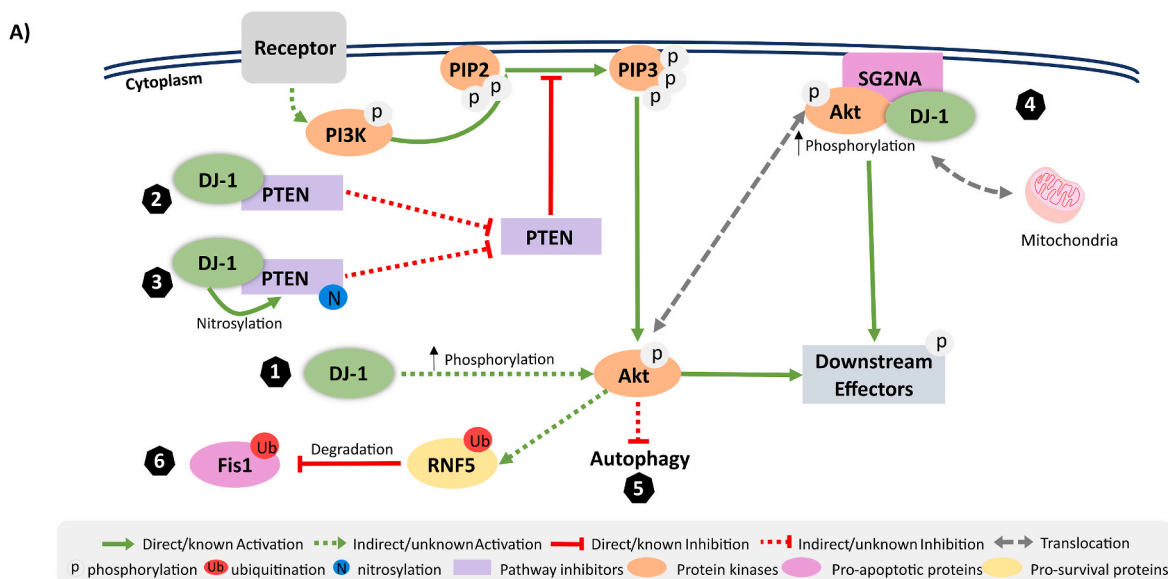 A)
Receptor
Cytoplasm
PIP2
p
p
PIP3
p
p
p
PI3K
p
SG2NA
p
Akt
DJ-1
4
Phosphorylation
Mitochondria
2
DJ-1
PTEN
PTEN
3
DJ-1
PTEN
N
Nitrosylation
1
DJ-1
Phosphorylation
Akt
p
Downstream
Effectors
p
6
Fis1
Ub
Degradation
RNF5
Ub
Autophagy
5
Direct/known Activation
Indirect/unknown Activation
Direct/known Inhibition
Indirect/unknown Inhibition
Translocation
p phosphorylation
Ub ubiquitination
N nitrosylation
Pathway inhibitors
Protein kinases
Pro-apoptotic proteins
Pro-survival proteins